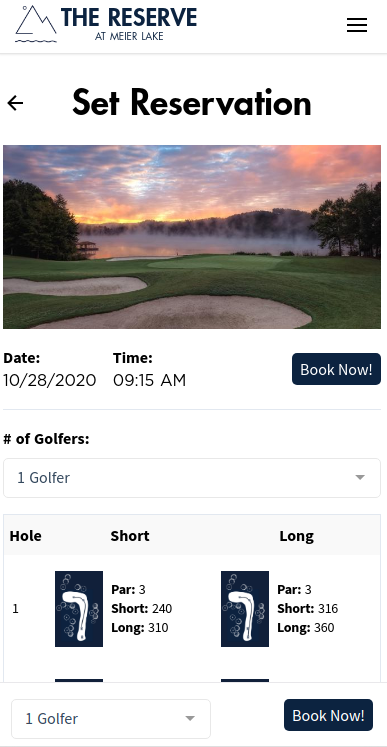 THE RESERVE
AT MEIER LAKE
Set Reservation
Date:
Time:
10/28/2020
09:15 AM
Book Now!
# of Golfers:
1 Golfer
Hole Short Long
1
Par: 3
Short: 240
Long: 310
Par: 3
Short: 316
Long: 360
1 Golfer
Book Now!